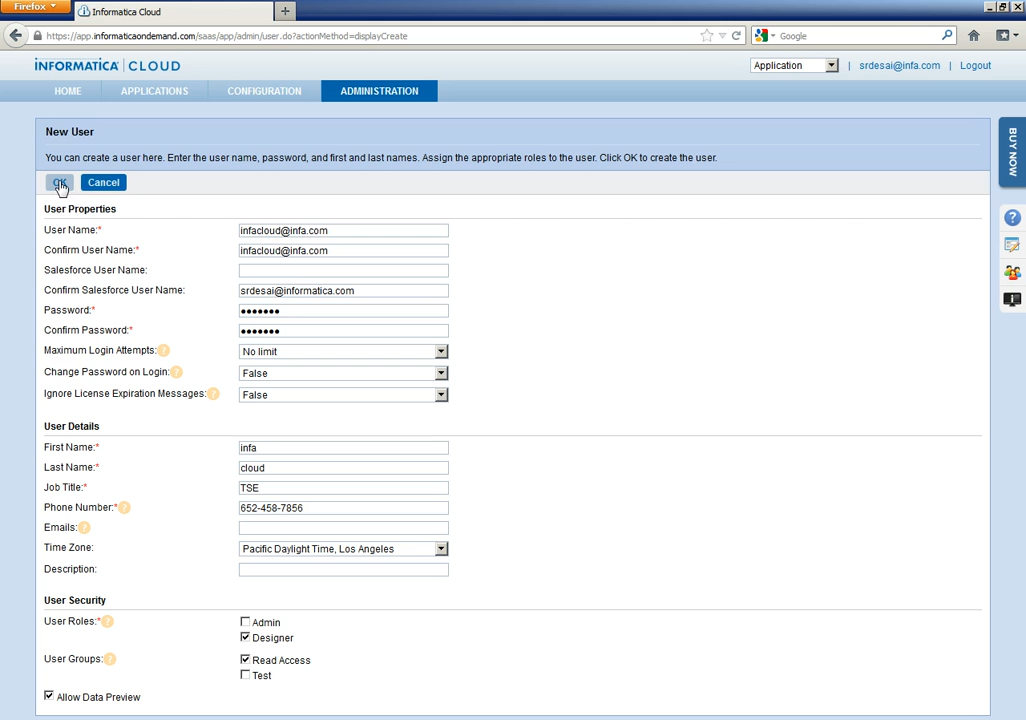 Firefox
Informatica Cloud
https://app.informaticaondemand.com/saas/app/admin/user.do?actionMethod=displayCreate
Google
INFORMATICA | CLOUD
Application | srdesai@infa.com | Logout
HOME APPLICATIONS CONFIGURATION ADMINISTRATION
BUY NOW
New User
You can create a user here. Enter the user name, password, and first and last names. Assign the appropriate roles to the user. Click OK to create the user.
OK Cancel
User Properties
User Name:* infacloud@infa.com
Confirm User Name:* infacloud@infa.com
Salesforce User Name:
Confirm Salesforce User Name: srdesai@informatica.com
Password:* •••••••
Confirm Password:* •••••••
Maximum Login Attempts: ? No limit
Change Password on Login: ? False
Ignore License Expiration Messages: ? False
User Details
First Name:* infa
Last Name:* cloud
Job Title:* TSE
Phone Number:* ? 652-458-7856
Emails: ?
Time Zone: Pacific Daylight Time, Los Angeles
Description:
User Security
User Roles:* ? Admin
Designer
User Groups: ? Read Access
Test
Allow Data Preview